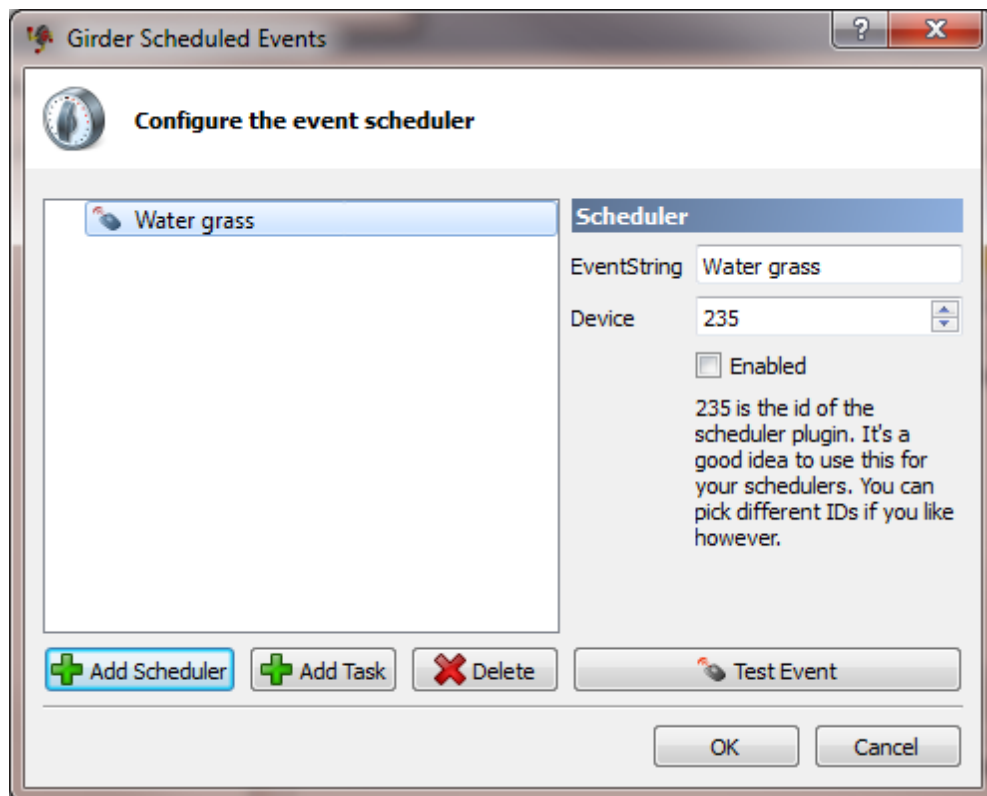 Girder Scheduled Events
Configure the event scheduler
Water grass
Scheduler
EventString Water grass
Device 235
Enabled
235 is the id of the
scheduler plugin. It's a
good idea to use this for
your schedulers. You can
pick different IDs if you like
however.
Add Scheduler Add Task Delete Test Event
OK Cancel